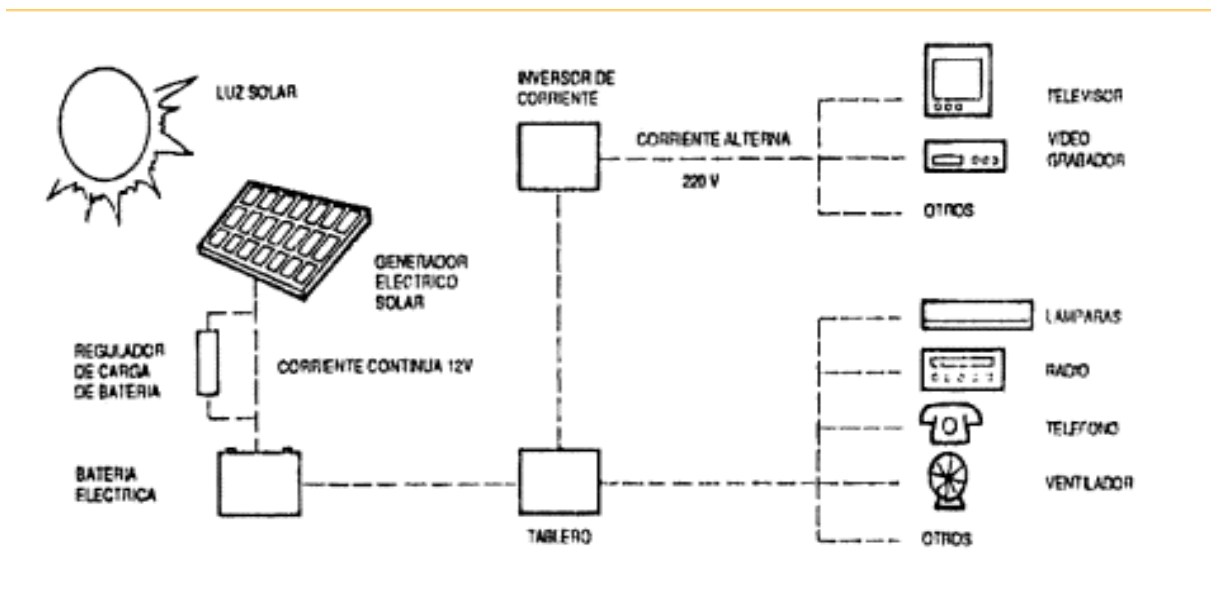 LUZ SOLAR
INVERSOR DE
CORRIENTE
CORRIENTE ALTERNA
220 V
TELEVISOR
VIDEO
GRABADOR
OTROS
GENERADOR
ELECTRICO
SOLAR
REGULADOR
DE CARGA
DE BATERIA
CORRIENTE CONTINUA 12V
LAMPARAS
RADIO
TELEFONO
VENTILADOR
OTROS
BATERIA
ELECTRICA
TABLERO